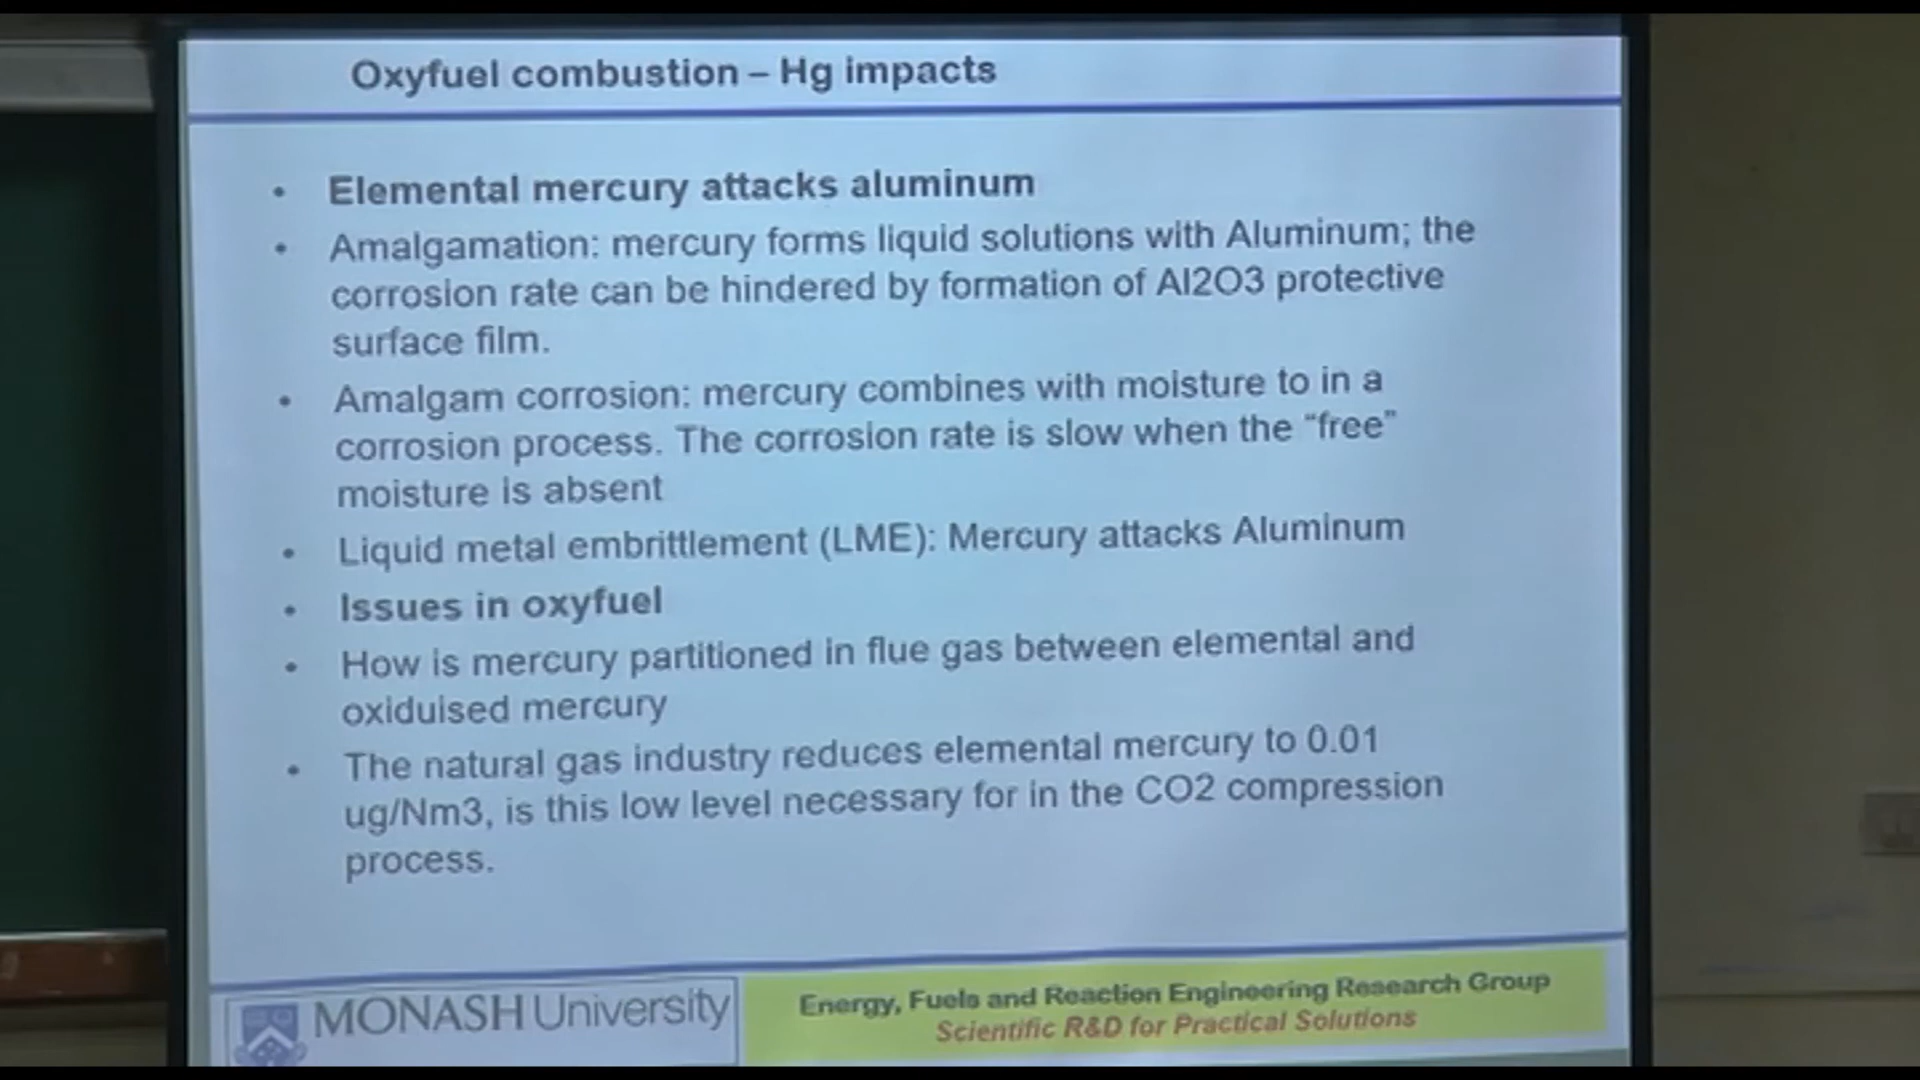 Oxyfuel combustion – Hg impacts
• Elemental mercury attacks aluminum
• Amalgamation: mercury forms liquid solutions with Aluminum; the
corrosion rate can be hindered by formation of Al2O3 protective
surface film.
• Amalgam corrosion: mercury combines with moisture to in a
corrosion process. The corrosion rate is slow when the “free”
moisture is absent
• Liquid metal embrittlement (LME): Mercury attacks Aluminum
• Issues in oxyfuel
• How is mercury partitioned in flue gas between elemental and
oxiduised mercury
• The natural gas industry reduces elemental mercury to 0.01
ug/Nm3, is this low level necessary for in the CO2 compression
process.
MONASH University
Energy, Fuels and Reaction Engineering Research Group
Scientific R&D for Practical Solutions